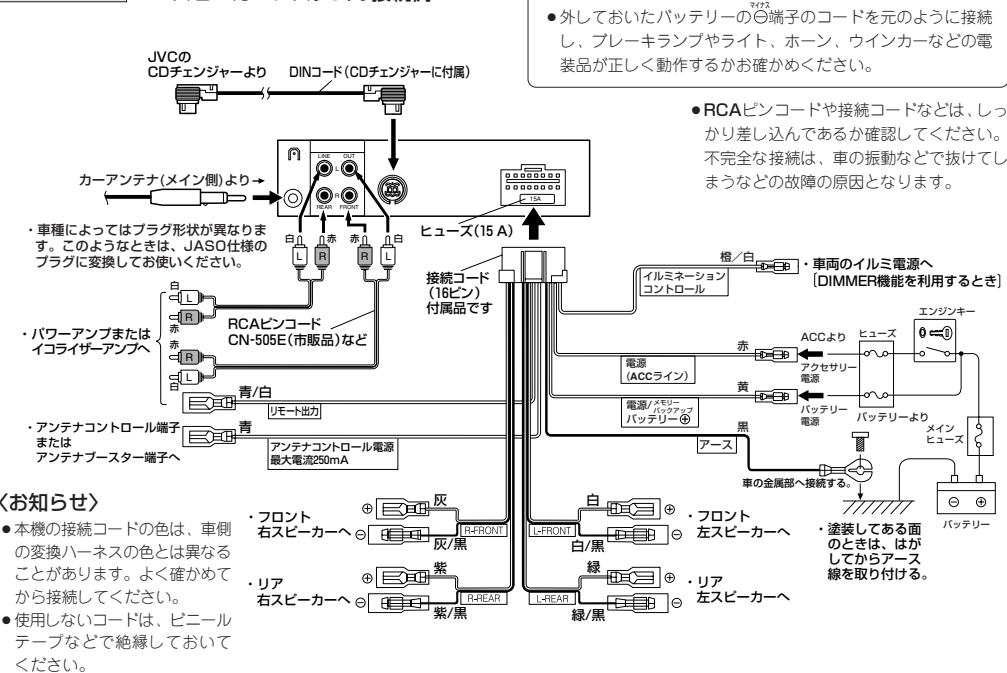 マイナス
●外しておいたバッテリーの⊖端子のコードを元のように接続
し、ブレーキランプやライト、ホーン、ウインカーなどの電
装品が正しく動作するかお確かめください。
●RCAピンコードや接続コードなどは、しっ
かり差し込んであるか確認してください。
不完全な接続は、車の振動などで抜けてし
まうなどの故障の原因となります。
JVCの
CDチェンジャーより
DINコード(CDチェンジャーに付属)
LINE OUT
L
R
REAR FRONT
15A
カーアンテナ(メイン側)より→
・車種によってはプラグ形状が異なりま
す。このようなときは、JASO仕様の
プラグに変換してお使いください。
ヒューズ(15 A)
白 赤 赤 白
L R R L
接続コード
(16ピン)
付属品です
橙/白
イルミネーション
コントロール
・車両のイルミ電源へ
[DIMMER機能を利用するとき]
白
L
R
赤
赤
R
L
白
・パワーアンプまたは
イコライザーアンプへ
RCAピンコード
CN-505E(市販品)など
エンジンキー
赤
電源
(ACCライン)
ACCより
アクセサリー
電源
ヒューズ
黄
電源/メモリーバックアップ
バッテリー⊕
バッテリー
電源
バッテリーより
メイン
ヒューズ
青/白
リモート出力
青
アンテナコントロール電源
最大電流250mA
・アンテナコントロール端子
または
アンテナブースター端子へ
黒
アース
車の金属部へ接続する。
・塗装してある面
のときは、はが
してからアース
線を取り付ける。
⊖ ⊕
バッテリー
〈お知らせ〉
●本機の接続コードの色は、車側
の変換ハーネスの色とは異なる
ことがあります。よく確かめて
から接続してください。
●使用しないコードは、ビニール
テープなどで絶縁しておいて
ください。
・フロント
右スピーカーへ
⊕ 灰
⊖ 灰/黒
R-FRONT
・リア
右スピーカーへ
⊕ 紫
⊖ 紫/黒
R-REAR
白 ⊕
白/黒 ⊖
L-FRONT
・フロント
左スピーカーへ
緑 ⊕
緑/黒 ⊖
L-REAR
・リア
左スピーカーへ